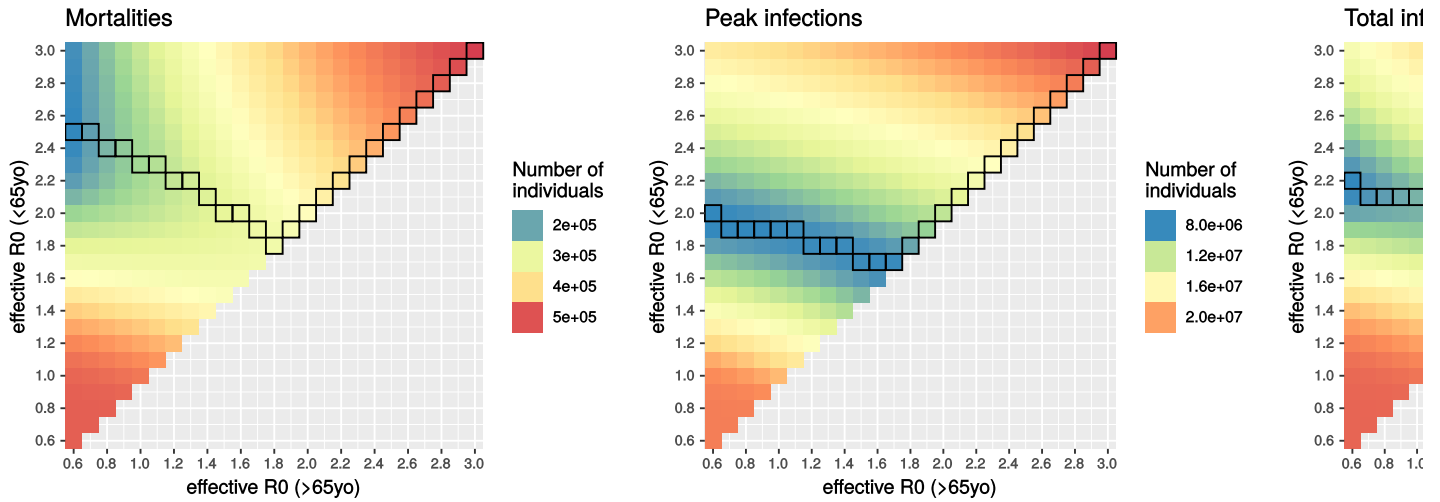 Mortalities
3.0
2.8
2.6
2.4
2.2
2.0
1.8
1.6
1.4
1.2
1.0
0.8
0.6
effective R0 (<65yo)
0.6 0.8 1.0 1.2 1.4 1.6 1.8 2.0 2.2 2.4 2.6 2.8 3.0
effective R0 (>65yo)
Number of
individuals
2e+05
3e+05
4e+05
5e+05
Peak infections
3.0
2.8
2.6
2.4
2.2
2.0
1.8
1.6
1.4
1.2
1.0
0.8
0.6
effective R0 (<65yo)
0.6 0.8 1.0 1.2 1.4 1.6 1.8 2.0 2.2 2.4 2.6 2.8 3.0
effective R0 (>65yo)
Number of
individuals
8.0e+06
1.2e+07
1.6e+07
2.0e+07
Total inf
3.0
2.8
2.6
2.4
2.2
2.0
1.8
1.6
1.4
1.2
1.0
0.8
0.6
effective R0 (<65yo)
0.6 0.8 1.0